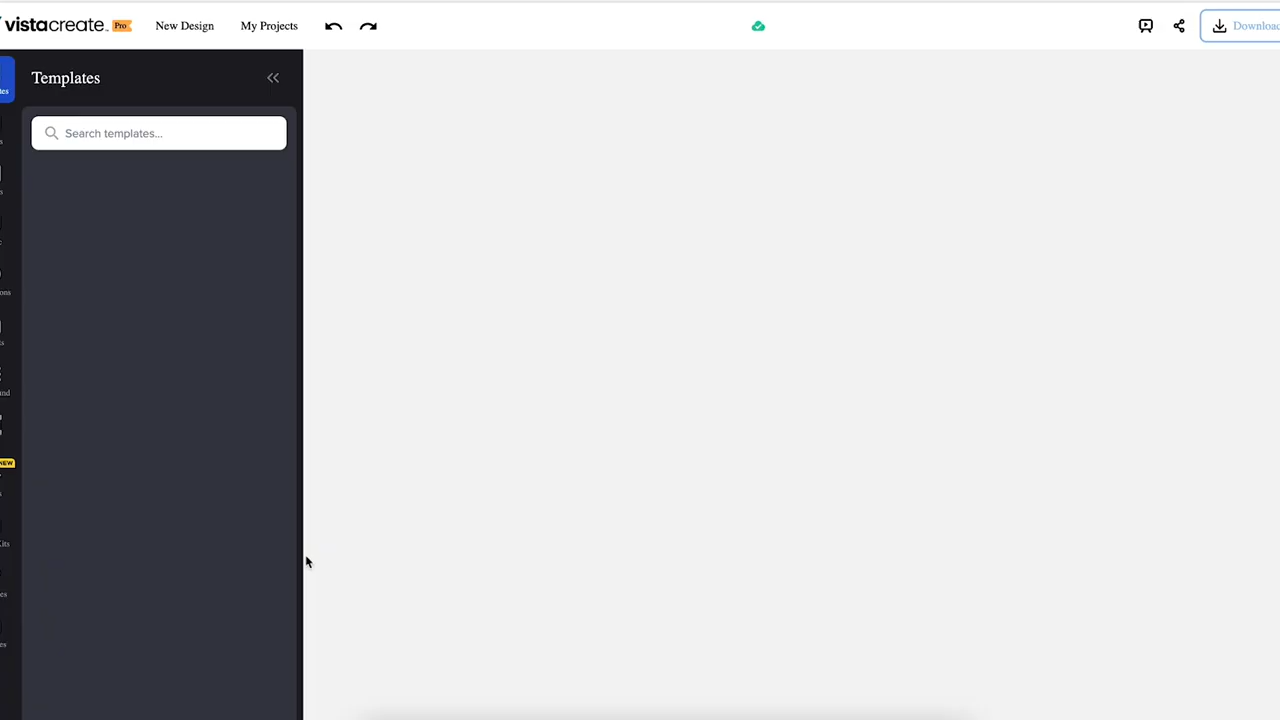 vistacreate Pro New Design My Projects
Templates
Search templates...
NEW